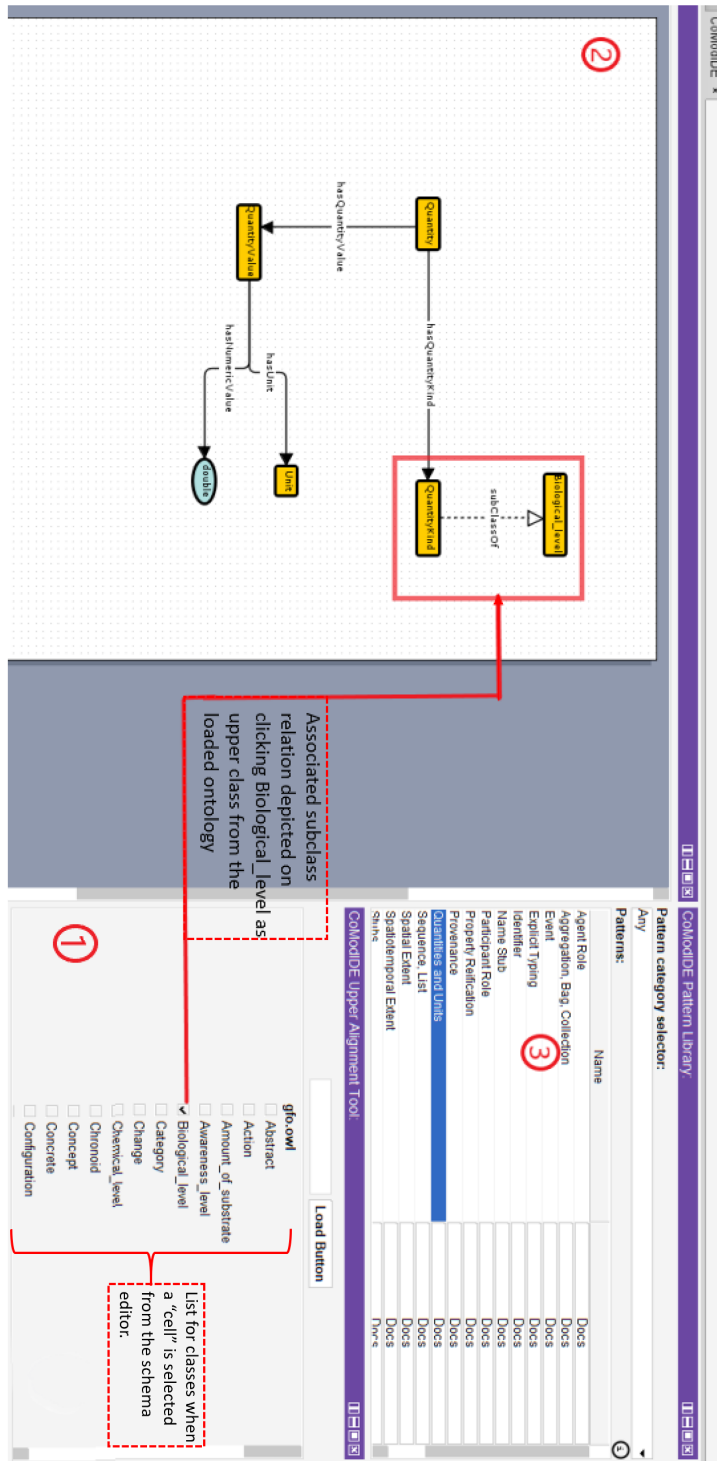 CoModIDE ×
2
Quantity
hasQuantityKind
QuantityKind
subClassOf
Biological_level
hasQuantityValue
QuantityValue
hasUnit
Unit
hasNumericValue
double
Associated subclass
relation depicted on
clicking Biological_level as
upper class from the
loaded ontology
CoModIDE Pattern Library:
Pattern category selector:
Any
Patterns:
i
Name
3
Agent Role Docs
Aggregation, Bag, Collection Docs
Event Docs
Explicit Typing Docs
Identifier Docs
Name Stub Docs
Participant Role Docs
Property Reification Docs
Provenance Docs
Quantities and Units Docs
Sequence, List Docs
Spatial Extent Docs
Spatiotemporal Extent Docs
Stubs Docs
CoModIDE Upper Alignment Tool:
Load Button
gfo.owl
Abstract
Action
Amount_of_substrate
Awareness_level
Biological_level
Category
Change
Chemical_level
Chronoid
Concept
Concrete
Configuration
1
List for classes when
a “cell” is selected
from the schema
editor.